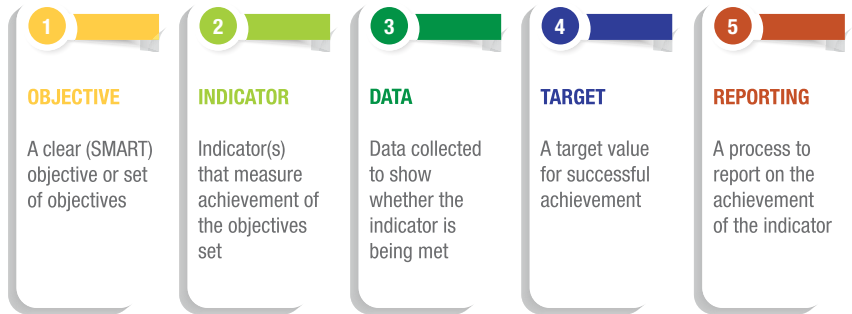 1
OBJECTIVE
A clear (SMART)
objective or set
of objectives
2
INDICATOR
Indicator(s)
that measure
achievement of
the objectives
set
3
DATA
Data collected
to show
whether the
indicator is
being met
4
TARGET
A target value
for successful
achievement
5
REPORTING
A process to
report on the
achievement
of the indicator